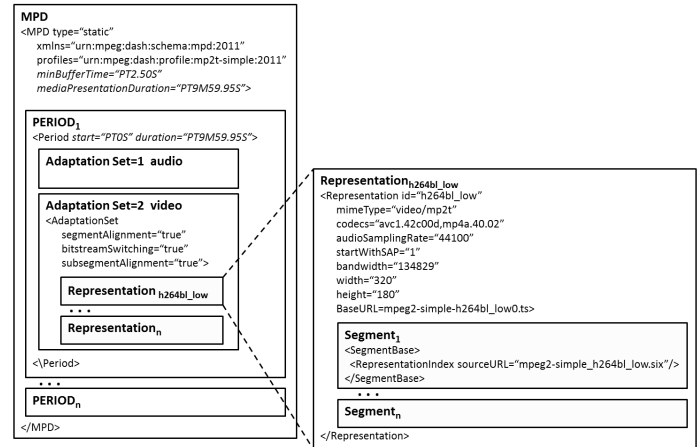 MPD
<MPD type="static"
xmlns="urn:mpeg:dash:schema:mpd:2011"
profiles="urn:mpeg:dash:profile:mp2t-simple:2011"
minBufferTime="PT2.50S"
mediaPresentationDuration="PT9M59.95S">
PERIOD1
<Period start="PT0S" duration="PT9M59.95S">
Adaptation Set=1 audio
Adaptation Set=2 video
<AdaptationSet
segmentAlignment="true"
bitstreamSwitching="true"
subsegmentAlignment="true">
Representation h264bl_low
• • •
Representationn
<\Period>
• • •
PERIODn
</MPD>
Representationh264bl_low
<Representation id="h264bl_low"
mimeType="video/mp2t"
codecs="avc1.42c00d,mp4a.40.02"
audioSamplingRate="44100"
startWithSAP="1"
bandwidth="134829"
width="320"
height="180"
BaseURL=mpeg2-simple-h264bl_low0.ts>
Segment1
<SegmentBase>
<RepresentationIndex sourceURL="mpeg2-simple_h264bl_low.six"/>
</SegmentBase>
• • •
Segmentn
</Representation>